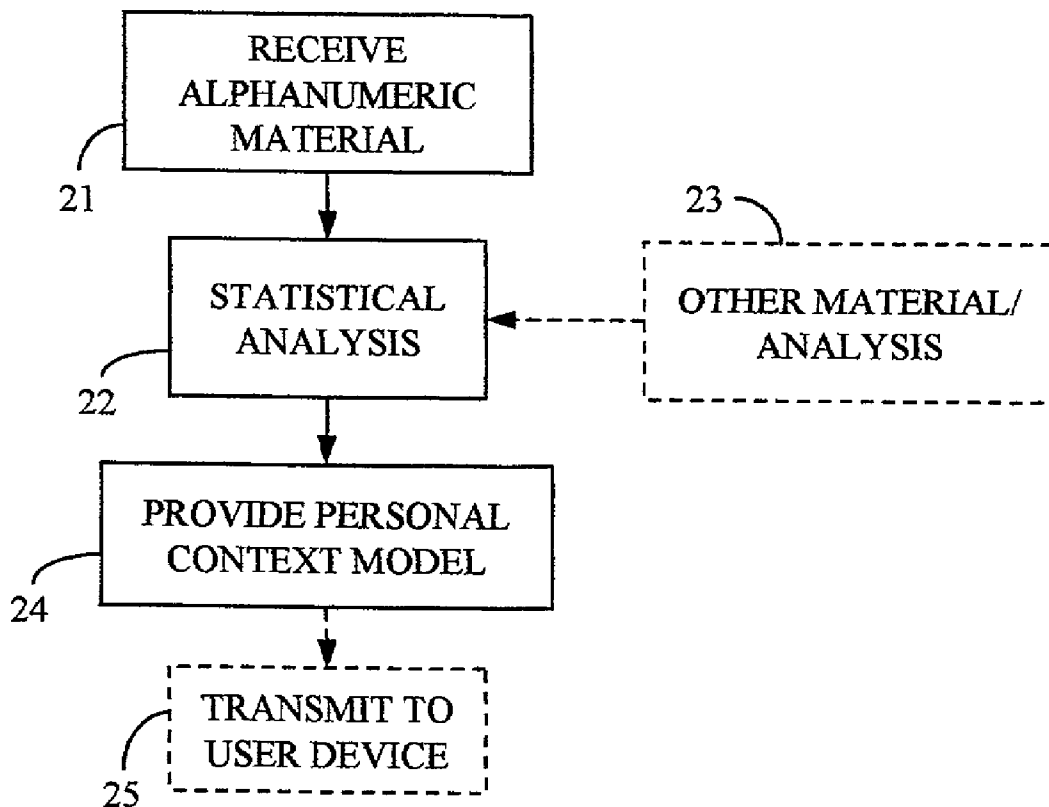 RECEIVE
ALPHANUMERIC
MATERIAL
21
23
STATISTICAL
ANALYSIS
OTHER MATERIAL/
ANALYSIS
22
PROVIDE PERSONAL
CONTEXT MODEL
24
TRANSMIT TO
USER DEVICE
25